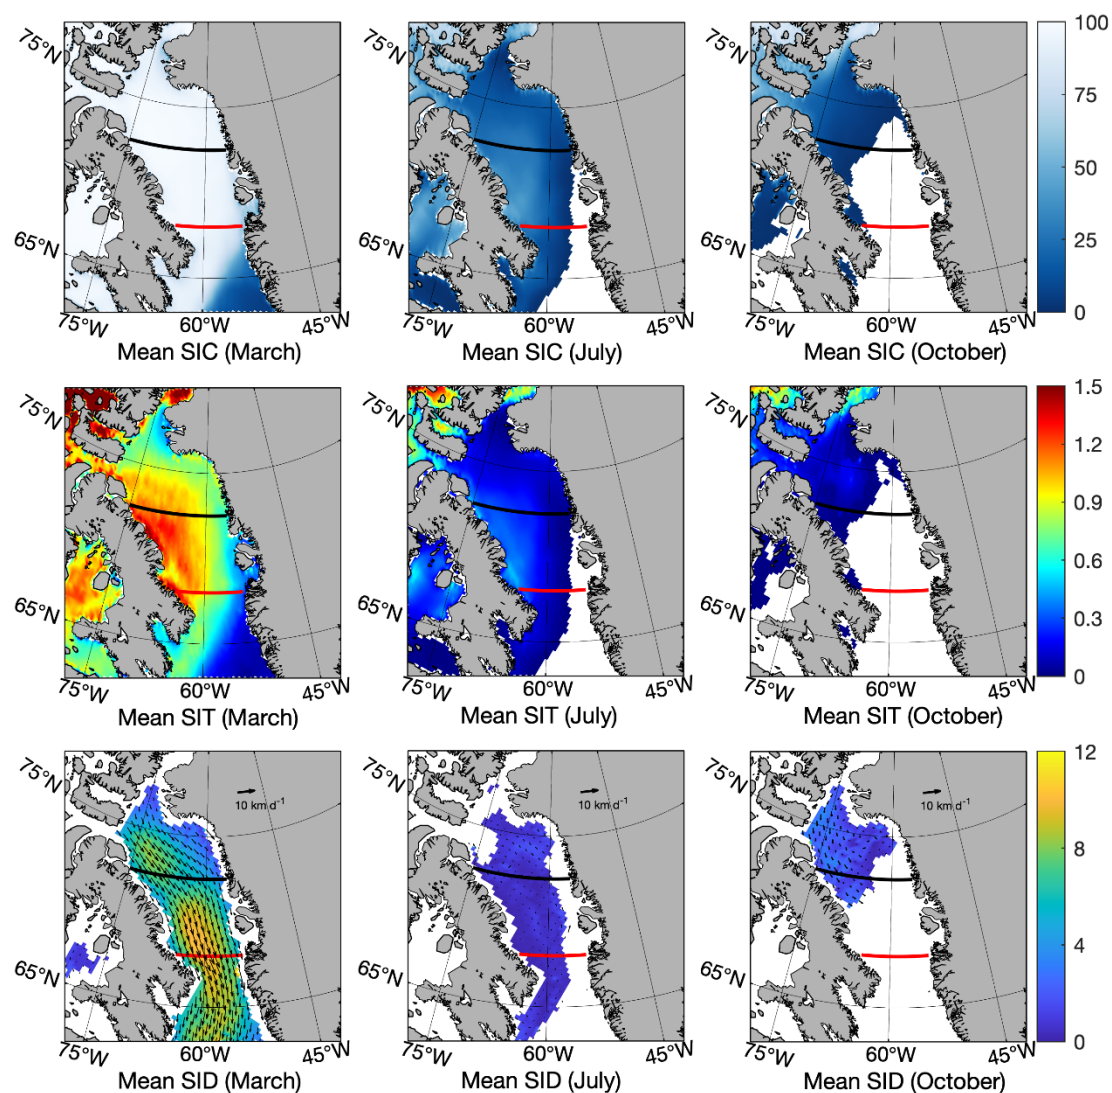 75°N
65°N
75°W
60°W
45°W
Mean SIC (March)
75°N
65°N
75°W
60°W
45°W
Mean SIC (July)
75°N
65°N
75°W
60°W
45°W
Mean SIC (October)
100
75
50
25
0
75°N
65°N
75°W
60°W
45°W
Mean SIT (March)
75°N
65°N
75°W
60°W
45°W
Mean SIT (July)
75°N
65°N
75°W
60°W
45°W
Mean SIT (October)
1.5
1.2
0.9
0.6
0.3
0
10 km d⁻¹
75°N
65°N
75°W
60°W
45°W
Mean SID (March)
10 km d⁻¹
75°N
65°N
75°W
60°W
45°W
Mean SID (July)
10 km d⁻¹
75°N
65°N
75°W
60°W
45°W
Mean SID (October)
12
8
4
0